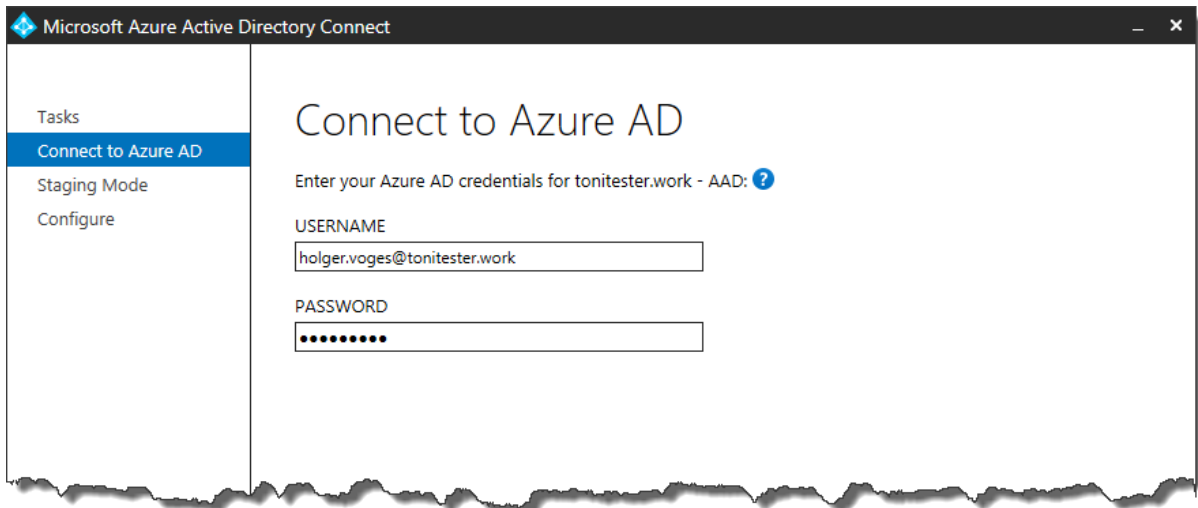 Microsoft Azure Active Directory Connect
Tasks
Connect to Azure AD
Staging Mode
Configure
Connect to Azure AD
Enter your Azure AD credentials for tonitester.work - AAD: ?
USERNAME
holger.voges@tonitester.work
PASSWORD
●●●●●●●●●